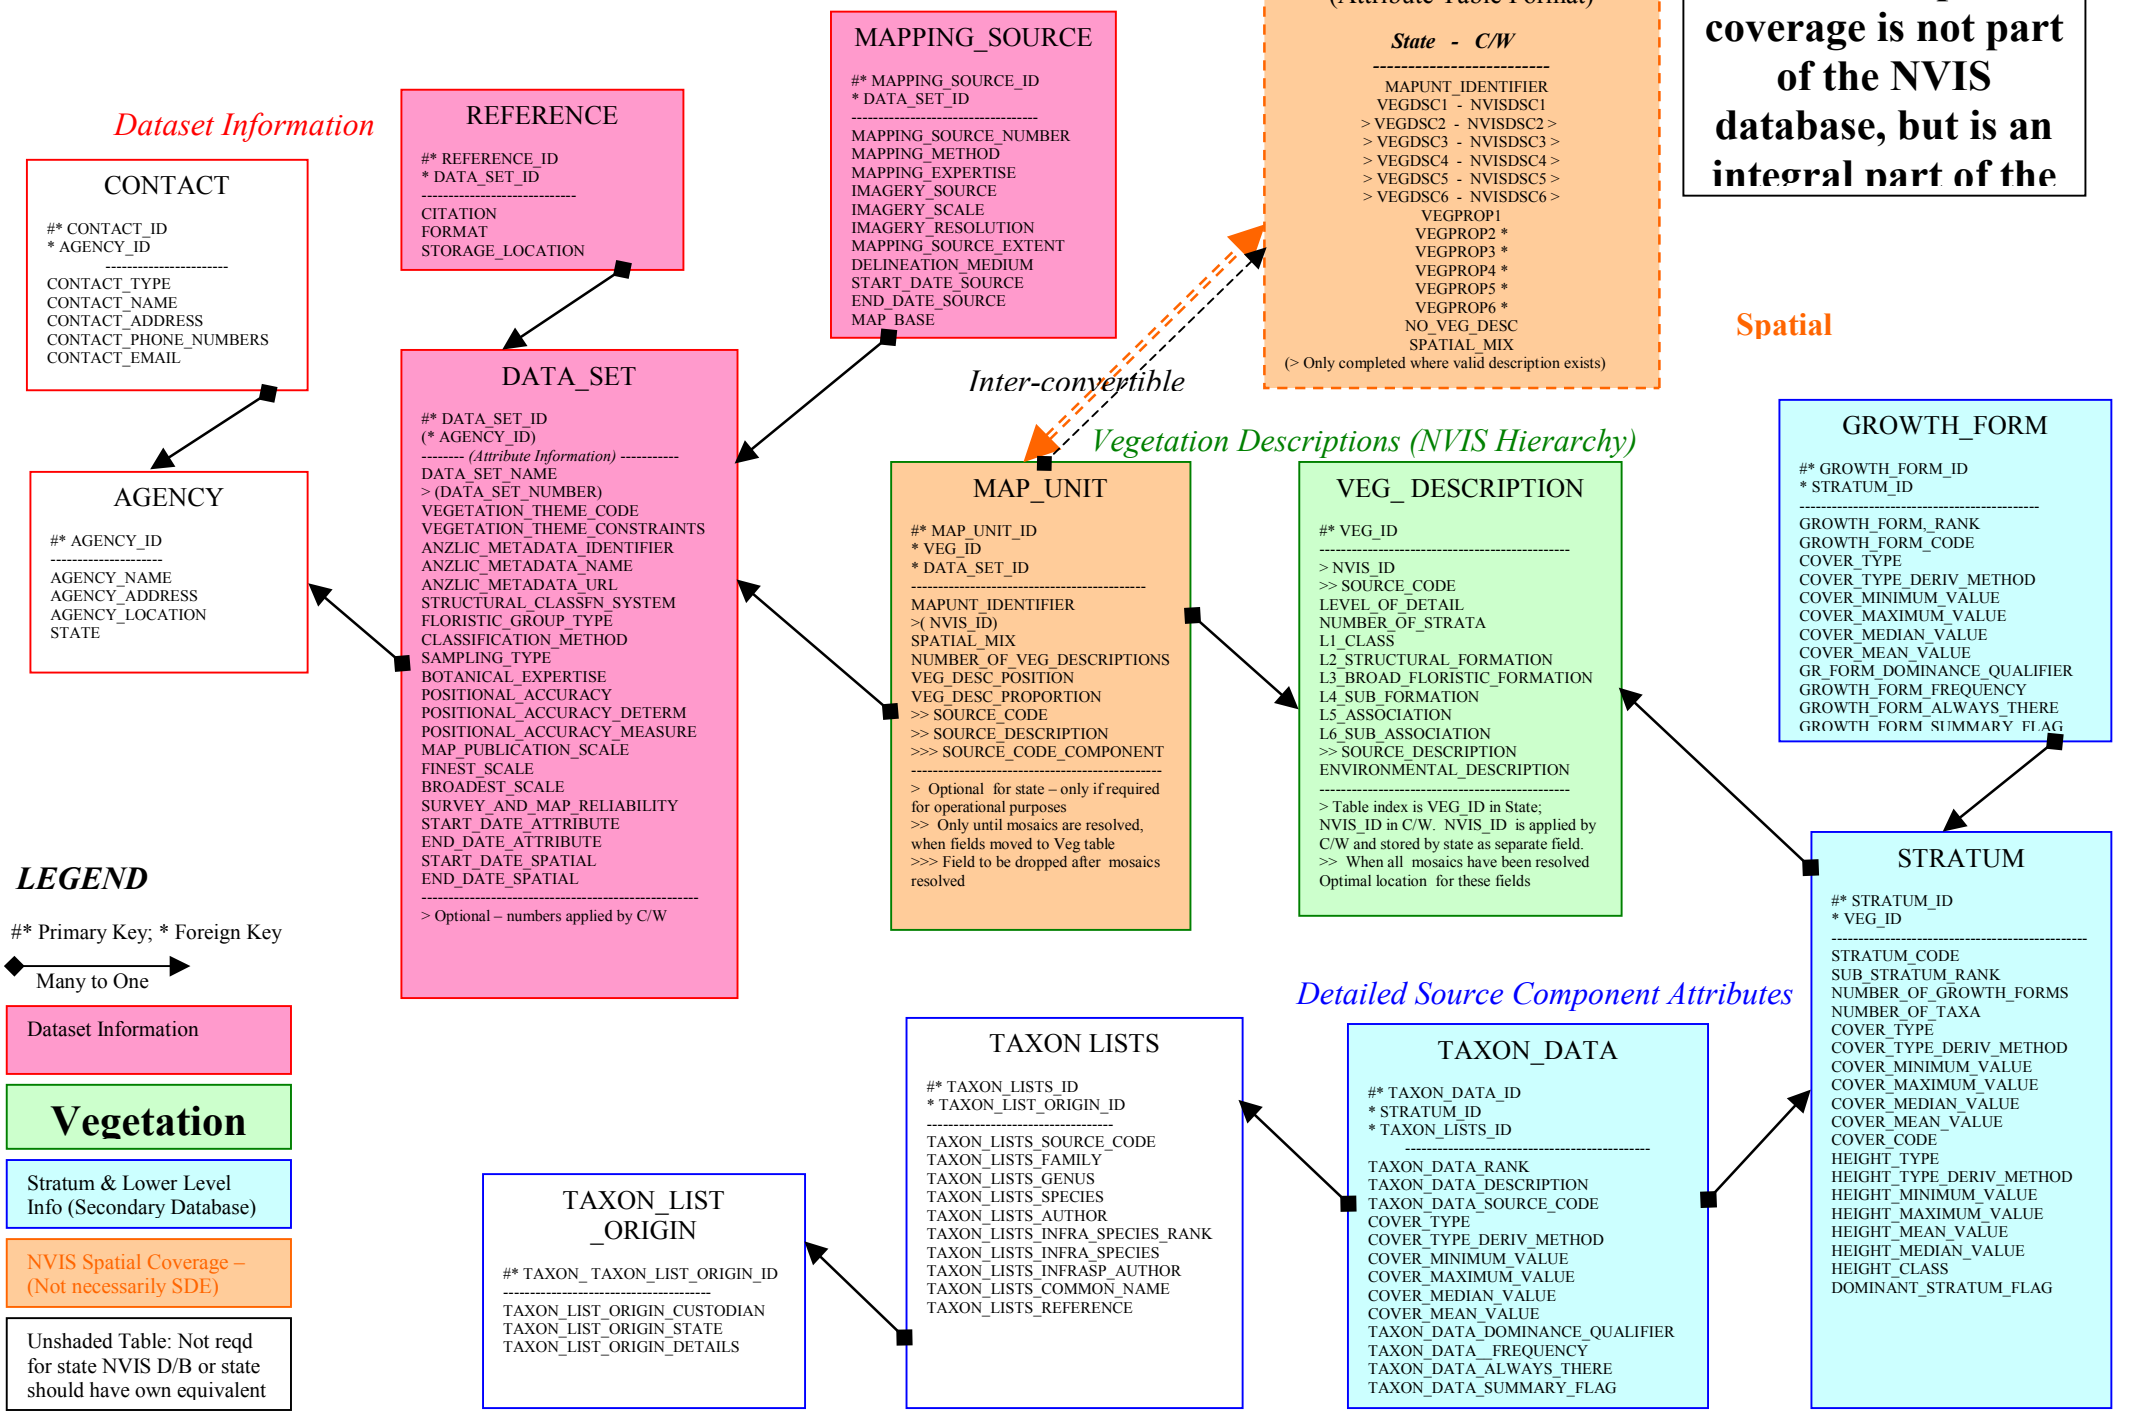 Dataset Information
CONTACT
#* CONTACT_ID
* AGENCY_ID
-----------------------
CONTACT_TYPE
CONTACT_NAME
CONTACT_ADDRESS
CONTACT_PHONE_NUMBERS
CONTACT_EMAIL
AGENCY
#* AGENCY_ID
---------------------
AGENCY_NAME
AGENCY_ADDRESS
AGENCY_LOCATION
STATE
REFERENCE
#* REFERENCE_ID
* DATA_SET_ID
-----------------------------
CITATION
FORMAT
STORAGE_LOCATION
DATA_SET
#* DATA_SET_ID
(* AGENCY_ID)
-------- (Attribute Information) -----------
DATA_SET_NAME
> (DATA_SET_NUMBER)
VEGETATION_THEME_CODE
VEGETATION_THEME_CONSTRAINTS
ANZLIC_METADATA_IDENTIFIER
ANZLIC_METADATA_NAME
ANZLIC_METADATA_URL
STRUCTURAL_CLASSFN_SYSTEM
FLORISTIC_GROUP_TYPE
CLASSIFICATION_METHOD
SAMPLING_TYPE
BOTANICAL_EXPERTISE
POSITIONAL_ACCURACY
POSITIONAL_ACCURACY_DETERM
POSITIONAL_ACCURACY_MEASURE
MAP_PUBLICATION_SCALE
FINEST_SCALE
BROADEST_SCALE
SURVEY_AND_MAP_RELIABILITY
START_DATE_ATTRIBUTE
END_DATE_ATTRIBUTE
START_DATE_SPATIAL
END_DATE_SPATIAL
----------------------------------------------------
> Optional – numbers applied by C/W
MAPPING_SOURCE
#* MAPPING_SOURCE_ID
* DATA_SET_ID
-----------------------------------
MAPPING_SOURCE_NUMBER
MAPPING_METHOD
MAPPING_EXPERTISE
IMAGERY_SOURCE
IMAGERY_SCALE
IMAGERY_RESOLUTION
MAPPING_SOURCE_EXTENT
DELINEATION_MEDIUM
START_DATE_SOURCE
END_DATE_SOURCE
MAP_BASE
(Attribute Table Format)
State - C/W
-------------------------
MAPUNT_IDENTIFIER
VEGDSC1 - NVISDSC1
> VEGDSC2 - NVISDSC2 >
> VEGDSC3 - NVISDSC3 >
> VEGDSC4 - NVISDSC4 >
> VEGDSC5 - NVISDSC5 >
> VEGDSC6 - NVISDSC6 >
VEGPROP1
VEGPROP2 *
VEGPROP3 *
VEGPROP4 *
VEGPROP5 *
VEGPROP6 *
NO_VEG_DESC
SPATIAL_MIX
(> Only completed where valid description exists)
coverage is not part
of the NVIS
database, but is an
integral part of the
Spatial
Inter-convertible
Vegetation Descriptions (NVIS Hierarchy)
MAP_UNIT
#* MAP_UNIT_ID
* VEG_ID
* DATA_SET_ID
--------------------------------------------
MAPUNT_IDENTIFIER
>( NVIS_ID)
SPATIAL_MIX
NUMBER_OF_VEG_DESCRIPTIONS
VEG_DESC_POSITION
VEG_DESC_PROPORTION
>> SOURCE_CODE
>> SOURCE_DESCRIPTION
>>> SOURCE_CODE_COMPONENT
-----------------------------------------------
> Optional for state – only if required
for operational purposes
>> Only until mosaics are resolved,
when fields moved to Veg table
>>> Field to be dropped after mosaics
resolved
VEG_ DESCRIPTION
#* VEG_ID
-----------------------------------------------
> NVIS_ID
>> SOURCE_CODE
LEVEL_OF_DETAIL
NUMBER_OF_STRATA
L1_CLASS
L2_STRUCTURAL_FORMATION
L3_BROAD_FLORISTIC_FORMATION
L4_SUB_FORMATION
L5_ASSOCIATION
L6_SUB_ASSOCIATION
>> SOURCE_DESCRIPTION
ENVIRONMENTAL_DESCRIPTION
-----------------------------------------------
> Table index is VEG_ID in State;
NVIS_ID in C/W. NVIS_ID is applied by
C/W and stored by state as separate field.
>> When all mosaics have been resolved
Optimal location for these fields
GROWTH_FORM
#* GROWTH_FORM_ID
* STRATUM_ID
---------------------------------------------
GROWTH_FORM,_RANK
GROWTH_FORM_CODE
COVER_TYPE
COVER_TYPE_DERIV_METHOD
COVER_MINIMUM_VALUE
COVER_MAXIMUM_VALUE
COVER_MEDIAN_VALUE
COVER_MEAN_VALUE
GR_FORM_DOMINANCE_QUALIFIER
GROWTH_FORM_FREQUENCY
GROWTH_FORM_ALWAYS_THERE
GROWTH_FORM_SUMMARY_FLAG
STRATUM
#* STRATUM_ID
* VEG_ID
------------------------------------------------
STRATUM_CODE
SUB_STRATUM_RANK
NUMBER_OF_GROWTH_FORMS
NUMBER_OF_TAXA
COVER_TYPE
COVER_TYPE_DERIV_METHOD
COVER_MINIMUM_VALUE
COVER_MAXIMUM_VALUE
COVER_MEDIAN_VALUE
COVER_MEAN_VALUE
COVER_CODE
HEIGHT_TYPE
HEIGHT_TYPE_DERIV_METHOD
HEIGHT_MINIMUM_VALUE
HEIGHT_MAXIMUM_VALUE
HEIGHT_MEAN_VALUE
HEIGHT_MEDIAN_VALUE
HEIGHT_CLASS
DOMINANT_STRATUM_FLAG
Detailed Source Component Attributes
TAXON_DATA
#* TAXON_DATA_ID
* STRATUM_ID
* TAXON_LISTS_ID
----------------------------------------------
TAXON_DATA_RANK
TAXON_DATA_DESCRIPTION
TAXON_DATA_SOURCE_CODE
COVER_TYPE
COVER_TYPE_DERIV_METHOD
COVER_MINIMUM_VALUE
COVER_MAXIMUM_VALUE
COVER_MEDIAN_VALUE
COVER_MEAN_VALUE
TAXON_DATA_DOMINANCE_QUALIFIER
TAXON_DATA__FREQUENCY
TAXON_DATA_ALWAYS_THERE
TAXON_DATA_SUMMARY_FLAG
TAXON LISTS
#* TAXON_LISTS_ID
* TAXON_LIST_ORIGIN_ID
-----------------------------------
TAXON_LISTS_SOURCE_CODE
TAXON_LISTS_FAMILY
TAXON_LISTS_GENUS
TAXON_LISTS_SPECIES
TAXON_LISTS_AUTHOR
TAXON_LISTS_INFRA_SPECIES_RANK
TAXON_LISTS_INFRA_SPECIES
TAXON_LISTS_INFRASP_AUTHOR
TAXON_LISTS_COMMON_NAME
TAXON_LISTS_REFERENCE
TAXON_LIST
_ORIGIN
#* TAXON_ TAXON_LIST_ORIGIN_ID
---------------------------------------
TAXON_LIST_ORIGIN_CUSTODIAN
TAXON_LIST_ORIGIN_STATE
TAXON_LIST_ORIGIN_DETAILS
LEGEND
#* Primary Key; * Foreign Key
Many to One
Dataset Information
Vegetation
Stratum & Lower Level
Info (Secondary Database)
NVIS Spatial Coverage –
(Not necessarily SDE)
Unshaded Table: Not reqd
for state NVIS D/B or state
should have own equivalent